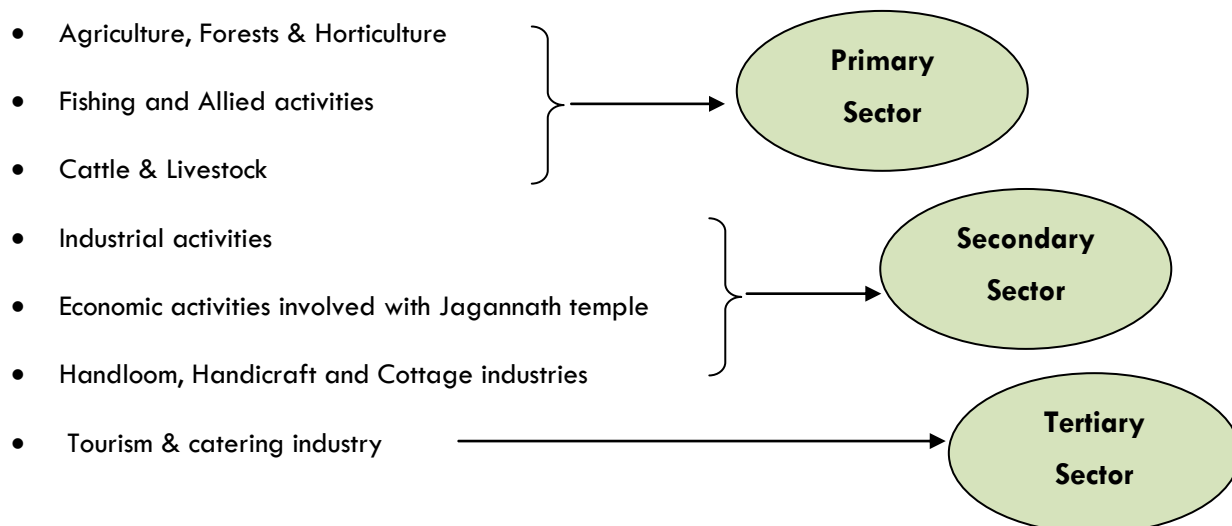 • Agriculture, Forests & Horticulture
• Fishing and Allied activities
• Cattle & Livestock
Primary
Sector
• Industrial activities
• Economic activities involved with Jagannath temple
• Handloom, Handicraft and Cottage industries
Secondary
Sector
• Tourism & catering industry
Tertiary
Sector